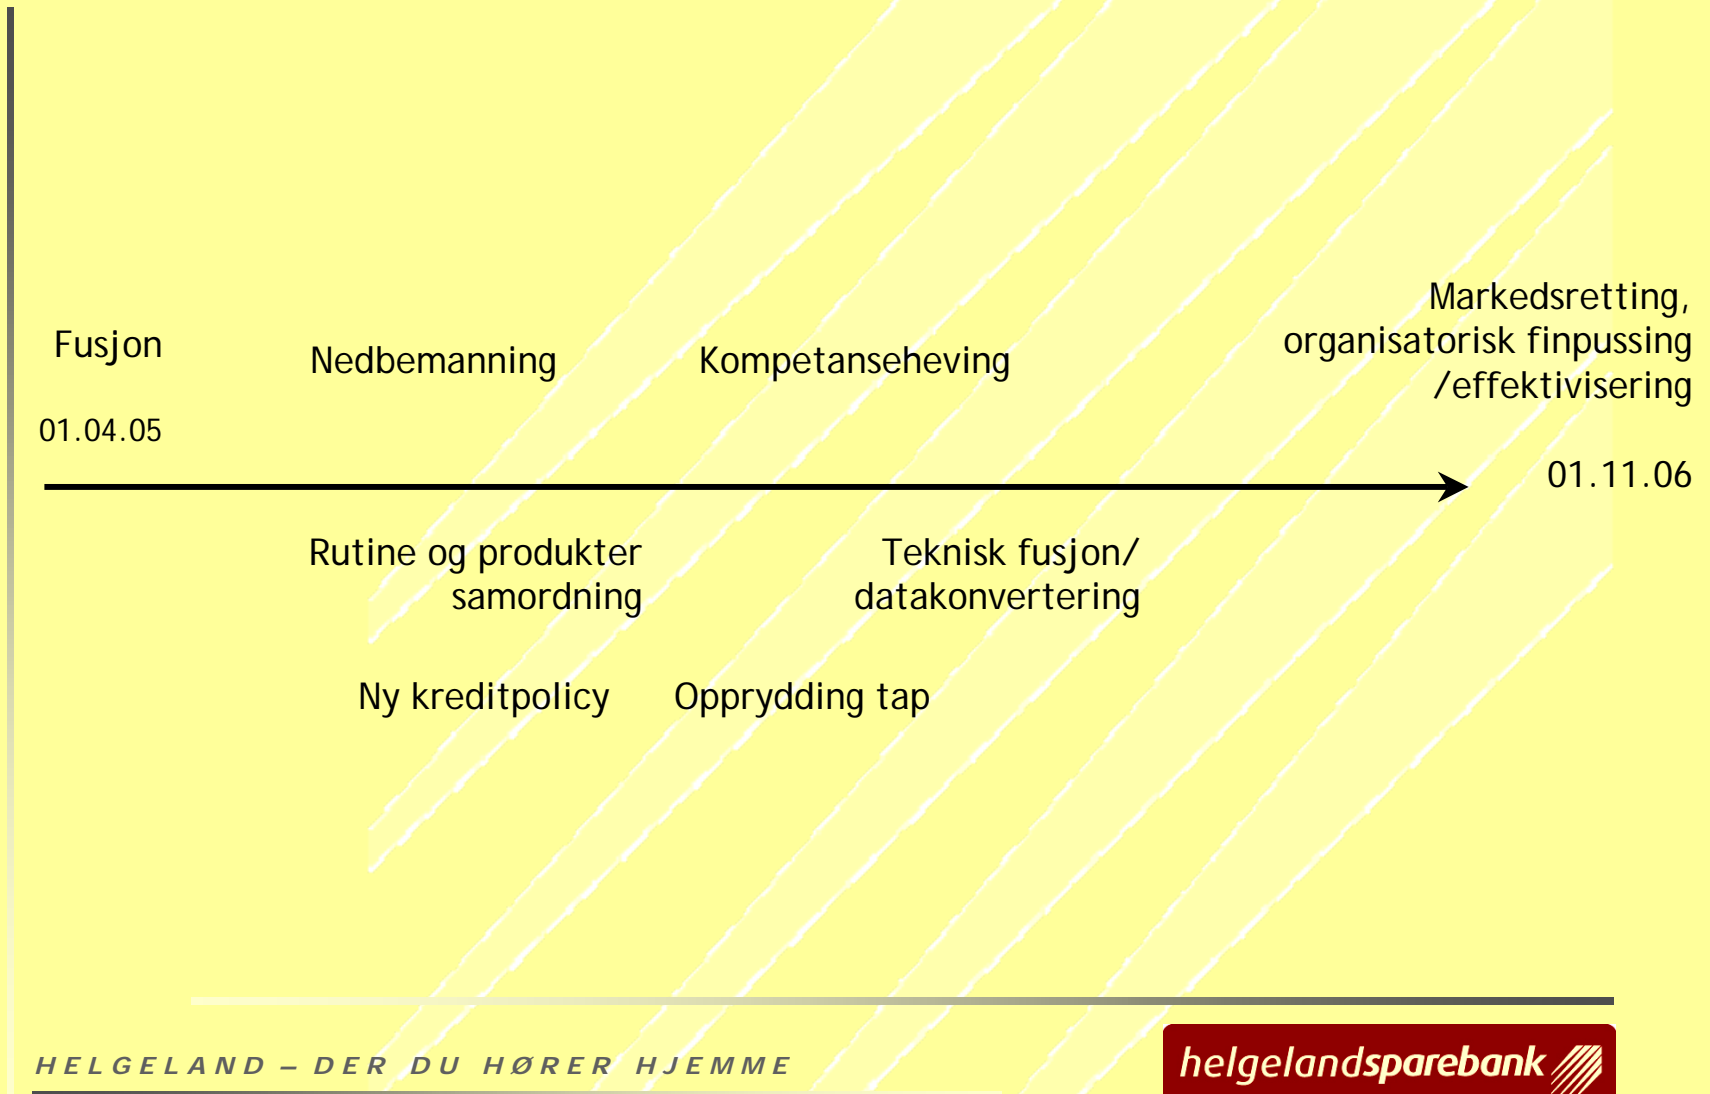 Fusjon
01.04.05
Nedbemanning
Kompetanseheving
Markedsretting,
organisatorisk finpussing
/effektivisering
01.11.06
Rutine og produkter
samordning
Teknisk fusjon/
datakonvertering
Ny kreditpolicy
Opprydding tap
HELGELAND – DER DU HØRER HJEMME
helgelandsparebank